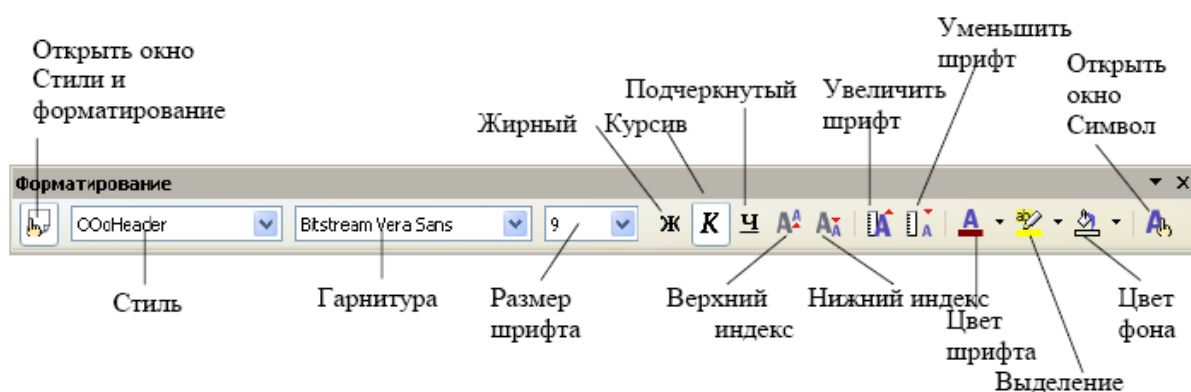 Открыть окно
Стили и
форматирование
Жирный
Курсив
Подчеркнутый
Увеличить
шрифт
Уменьшить
шрифт
Открыть
окно
Символ
Форматирование
OOoHeader
Bitstream Vera Sans
9
Ж
К
Ч
Стиль
Гарнитура
Размер
шрифта
Верхний
индекс
Нижний индекс
Цвет
шрифта
Выделение
Цвет
фона